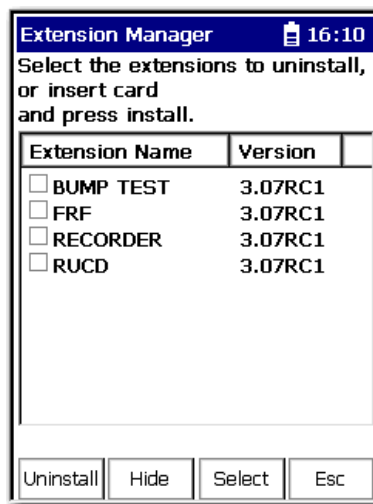 Extension Manager 16:10
Select the extensions to uninstall,
or insert card
and press install.
Extension Name Version
BUMP TEST 3.07RC1
FRF 3.07RC1
RECORDER 3.07RC1
RUCD 3.07RC1
Uninstall Hide Select Esc